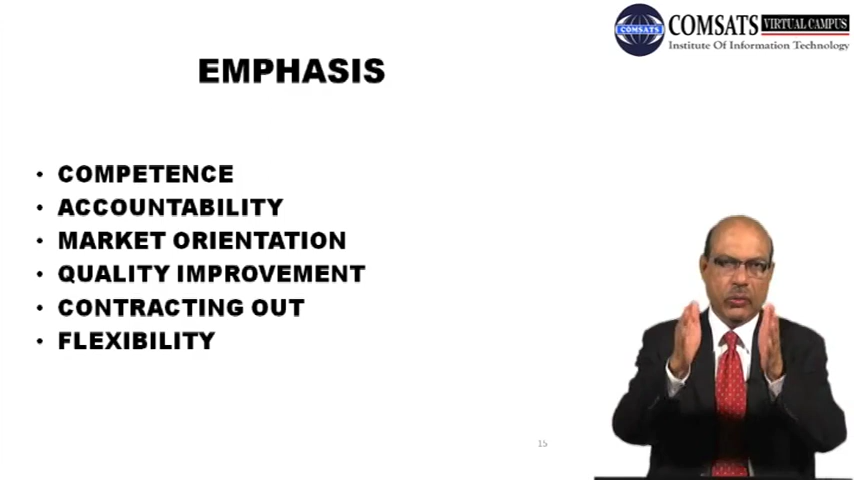 COMSATS VIRTUAL CAMPUS
COMSATS
Institute Of Information Technology
EMPHASIS
• COMPETENCE
• ACCOUNTABILITY
• MARKET ORIENTATION
• QUALITY IMPROVEMENT
• CONTRACTING OUT
• FLEXIBILITY
15